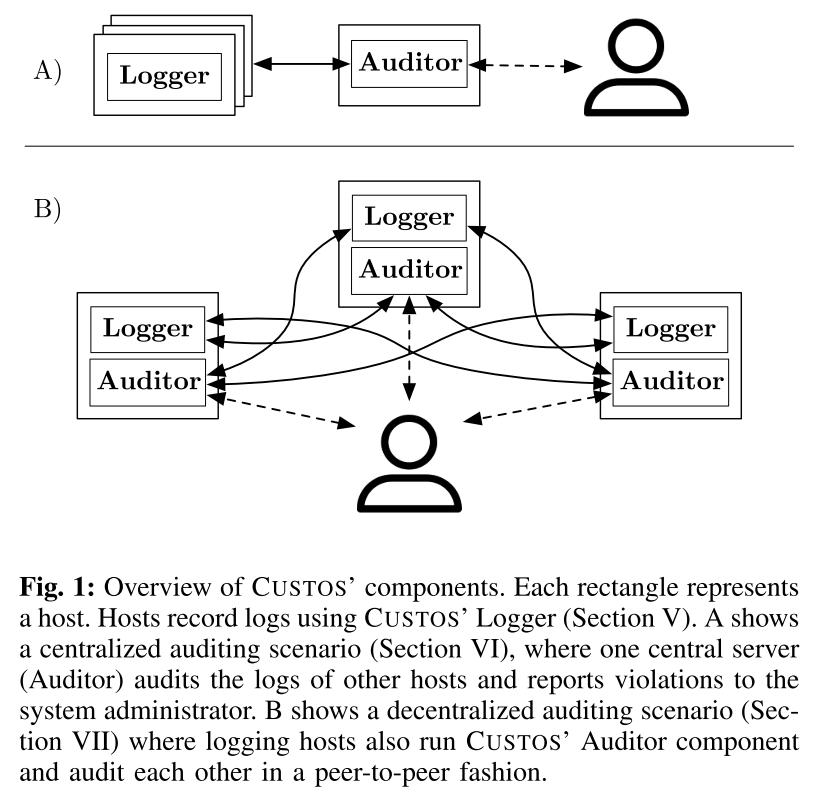 A)
Logger
Auditor
B)
Logger
Auditor
Logger
Auditor
Logger
Auditor
Fig. 1: Overview of CUSTOS’ components. Each rectangle represents
a host. Hosts record logs using CUSTOS’ Logger (Section V). A shows
a centralized auditing scenario (Section VI), where one central server
(Auditor) audits the logs of other hosts and reports violations to the
system administrator. B shows a decentralized auditing scenario (Sec-
tion VII) where logging hosts also run CUSTOS’ Auditor component
and audit each other in a peer-to-peer fashion.